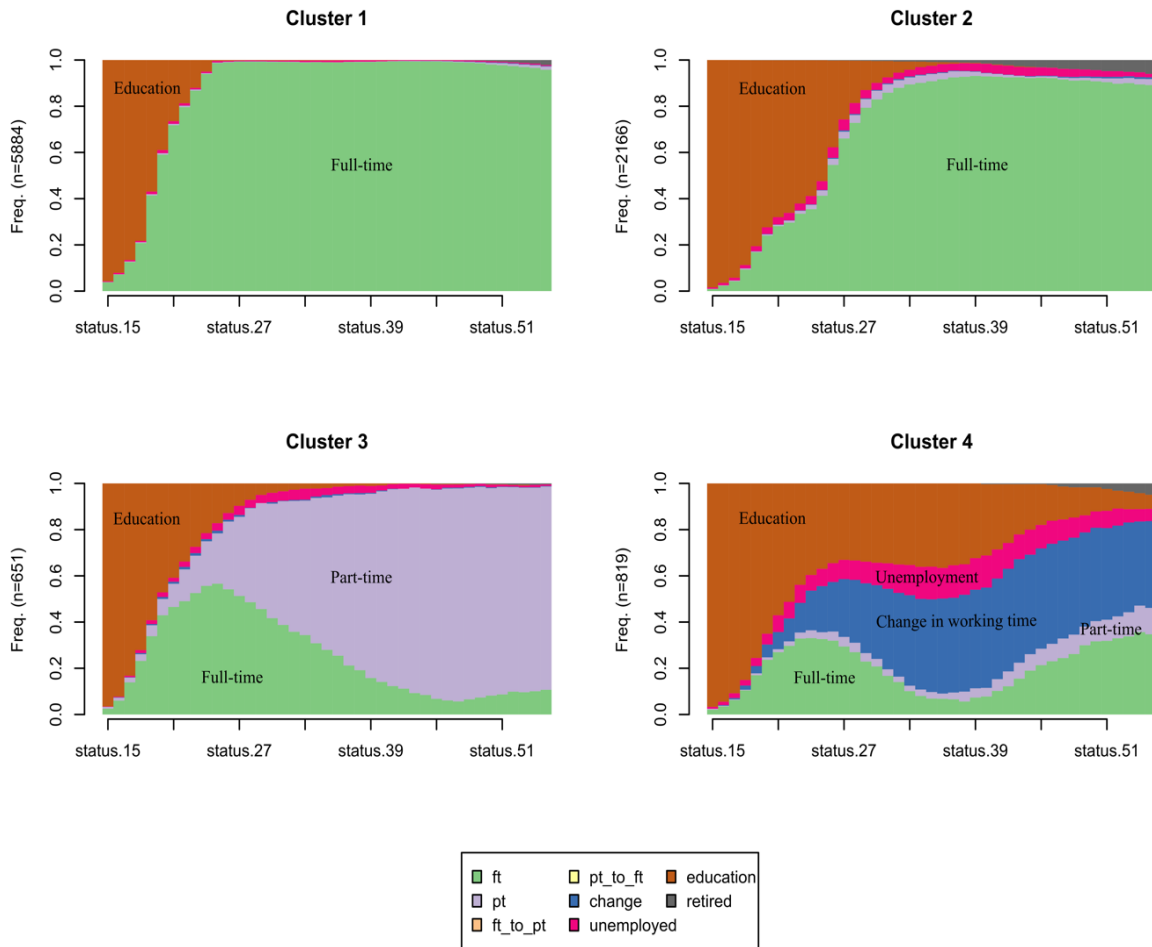 Cluster 1
Freq. (n=5884)
0.0 0.2 0.4 0.6 0.8 1.0
Education
Full-time
status.15 status.27 status.39 status.51
Cluster 2
Freq. (n=2166)
0.0 0.2 0.4 0.6 0.8 1.0
Education
Full-time
status.15 status.27 status.39 status.51
Cluster 3
Freq. (n=651)
0.0 0.2 0.4 0.6 0.8 1.0
Education
Part-time
Full-time
status.15 status.27 status.39 status.51
Cluster 4
Freq. (n=819)
0.0 0.2 0.4 0.6 0.8 1.0
Education
Unemployment
Change in working time
Part-time
Full-time
status.15 status.27 status.39 status.51
ft pt_to_ft education
pt change retired
ft_to_pt unemployed